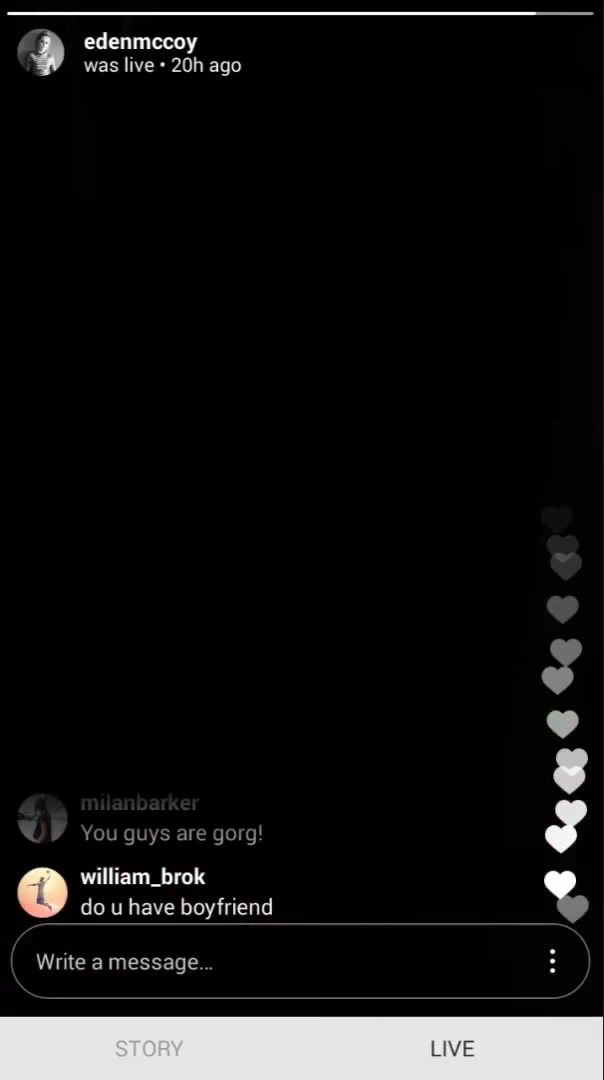 edenmccoy
was live • 20h ago
milanbarker
You guys are gorg!
william_brok
do u have boyfriend
Write a message...
STORY
LIVE